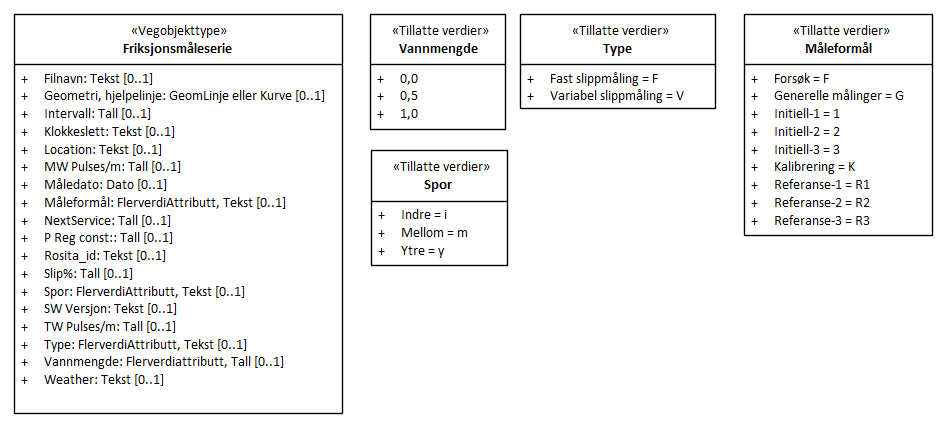 «Vegobjekttype»
Friksjonsmåleserie
+ Filnavn: Tekst [0..1]
+ Geometri, hjelpelinje: GeomLinje eller Kurve [0..1]
+ Intervall: Tall [0..1]
+ Klokkeslett: Tekst [0..1]
+ Location: Tekst [0..1]
+ MW Pulses/m: Tall [0..1]
+ Måledato: Dato [0..1]
+ Måleformål: FlerverdiAttributt, Tekst [0..1]
+ NextService: Tall [0..1]
+ P Reg const:: Tall [0..1]
+ Rosita_id: Tekst [0..1]
+ Slip%: Tall [0..1]
+ Spor: FlerverdiAttributt, Tekst [0..1]
+ SW Versjon: Tekst [0..1]
+ TW Pulses/m: Tall [0..1]
+ Type: FlerverdiAttributt, Tekst [0..1]
+ Vannmengde: Flerverdiattributt, Tall [0..1]
+ Weather: Tekst [0..1]
«Tillatte verdier»
Vannmengde
+ 0,0
+ 0,5
+ 1,0
«Tillatte verdier»
Spor
+ Indre = i
+ Mellom = m
+ Ytre = y
«Tillatte verdier»
Type
+ Fast slippmåling = F
+ Variabel slippmåling = V
«Tillatte verdier»
Måleformål
+ Forsøk = F
+ Generelle målinger = G
+ Initiell-1 = 1
+ Initiell-2 = 2
+ Initiell-3 = 3
+ Kalibrering = K
+ Referanse-1 = R1
+ Referanse-2 = R2
+ Referanse-3 = R3